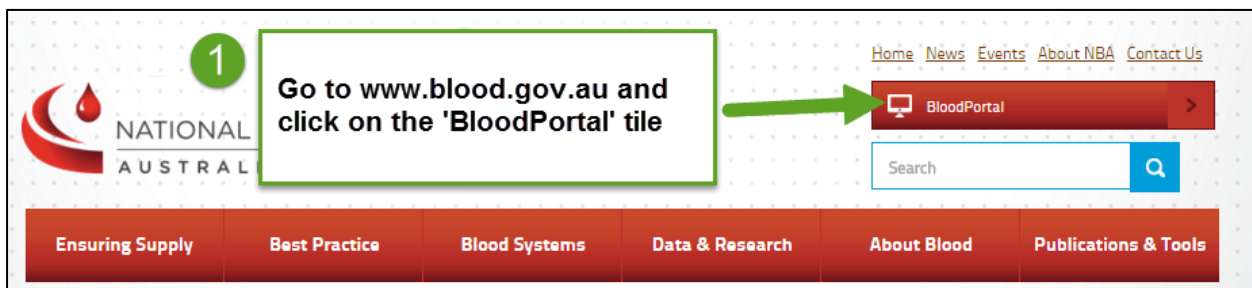 1
Go to www.blood.gov.au and
click on the 'BloodPortal' tile
NATIONAL
AUSTRAL
Home News Events About NBA Contact Us
BloodPortal
Search
Ensuring Supply Best Practice Blood Systems Data & Research About Blood Publications & Tools